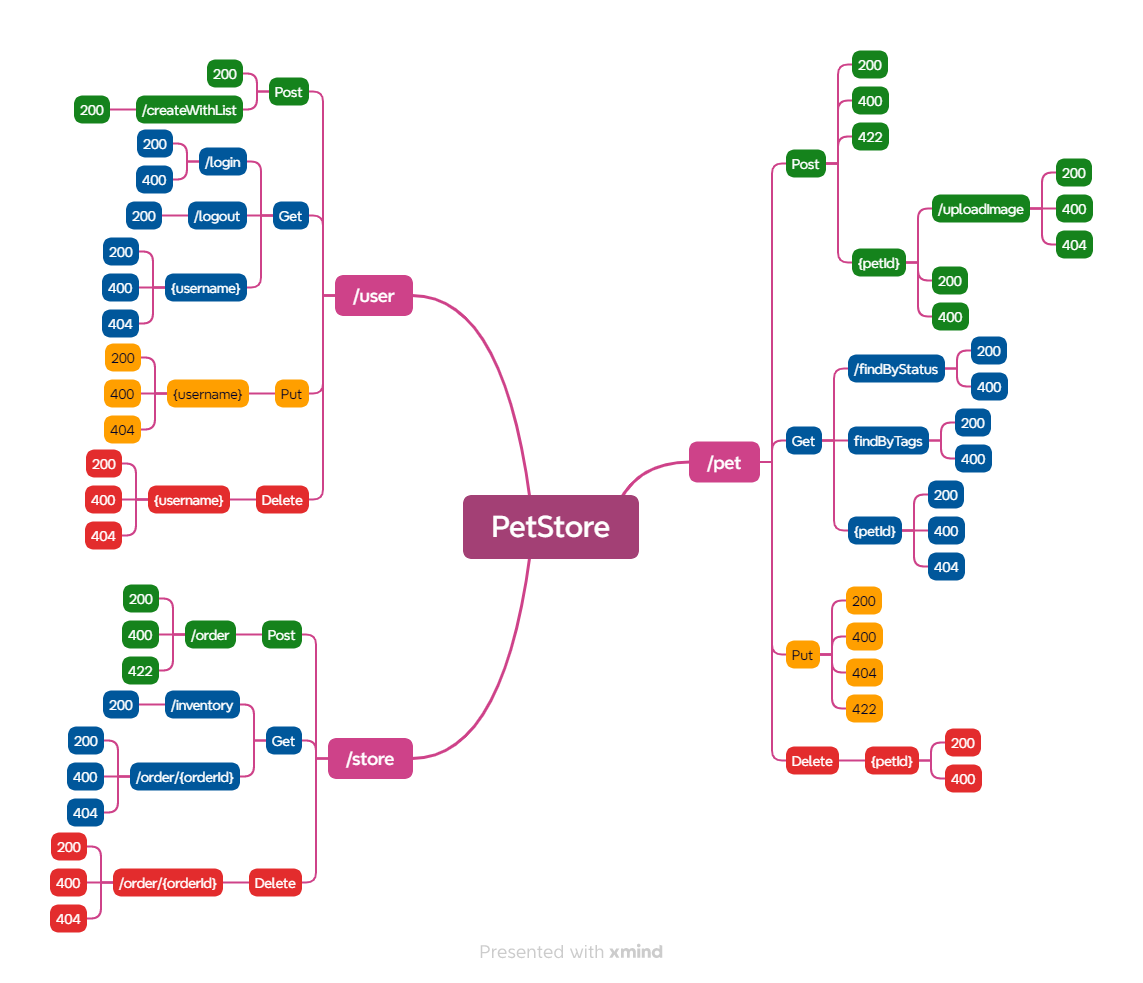 PetStore
/user
Post
200
/createWithList
200
Get
/login
200
400
/logout
200
{username}
200
400
404
Put
{username}
200
400
404
Delete
{username}
200
400
404
/store
Post
/order
200
400
422
Get
/inventory
200
/order/{orderId}
200
400
404
Delete
/order/{orderId}
200
400
404
/pet
Post
200
400
422
{petId}
/uploadImage
200
400
404
200
400
Get
/findByStatus
200
400
findByTags
200
400
{petId}
200
400
404
Put
200
400
404
422
Delete
{petId}
200
400
Presented with xmind